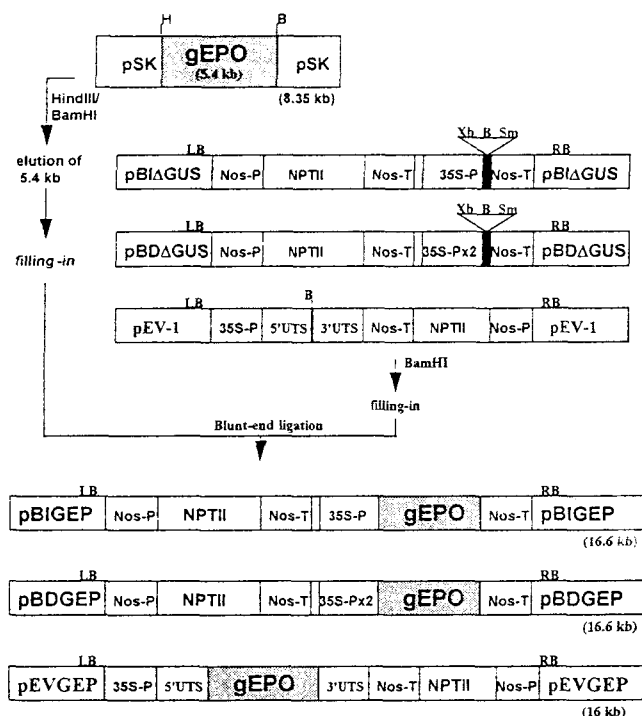 H B
pSK gEPO pSK
(5.4 kb)
(8.35 kb)
HindIII/
BamHI
elution of
5.4 kb
filling-in
Xb B Sm
LB RB
pBIΔGUS Nos-P NPTII Nos-T 35S-P Nos-T pBIΔGUS
Xb B Sm
LB RB
pBDΔGUS Nos-P NPTII Nos-T 35S-Px2 Nos-T pBDΔGUS
LB B RB
pEV-1 35S-P 5'UTS 3'UTS Nos-T NPTII Nos-P pEV-1
BamHI
filling-in
Blunt-end ligation
LB RB
pBIGEP Nos-P NPTII Nos-T 35S-P gEPO Nos-T pBIGEP
(16.6 kb)
LB RB
pBDGEP Nos-P NPTII Nos-T 35S-Px2 gEPO Nos-T pBDGEP
(16.6 kb)
LB RB
pEVGEP 35S-P 5'UTS gEPO 3'UTS Nos-T NPTII Nos-P pEVGEP
(16 kb)